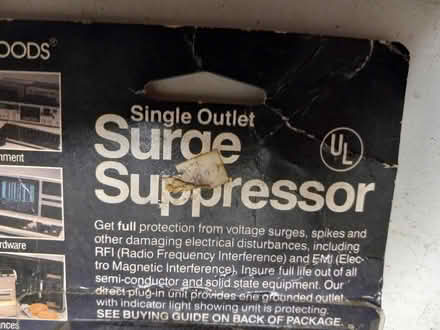 OODS®
Single Outlet
Surge
Suppressor
UL
nment
rdware
nces
Get full protection from voltage surges, spikes and
other damaging electrical disturbances, including
RFI (Radio Frequency Interference) and EMI (Elec-
tro Magnetic Interference). Insure full life out of all
semi-conductor and solid state equipment. Our
direct plug-in unit provides one grounded outlet
with indicator light showing unit is protecting.
SEE BUYING GUIDE ON BACK OF PACKAGE.